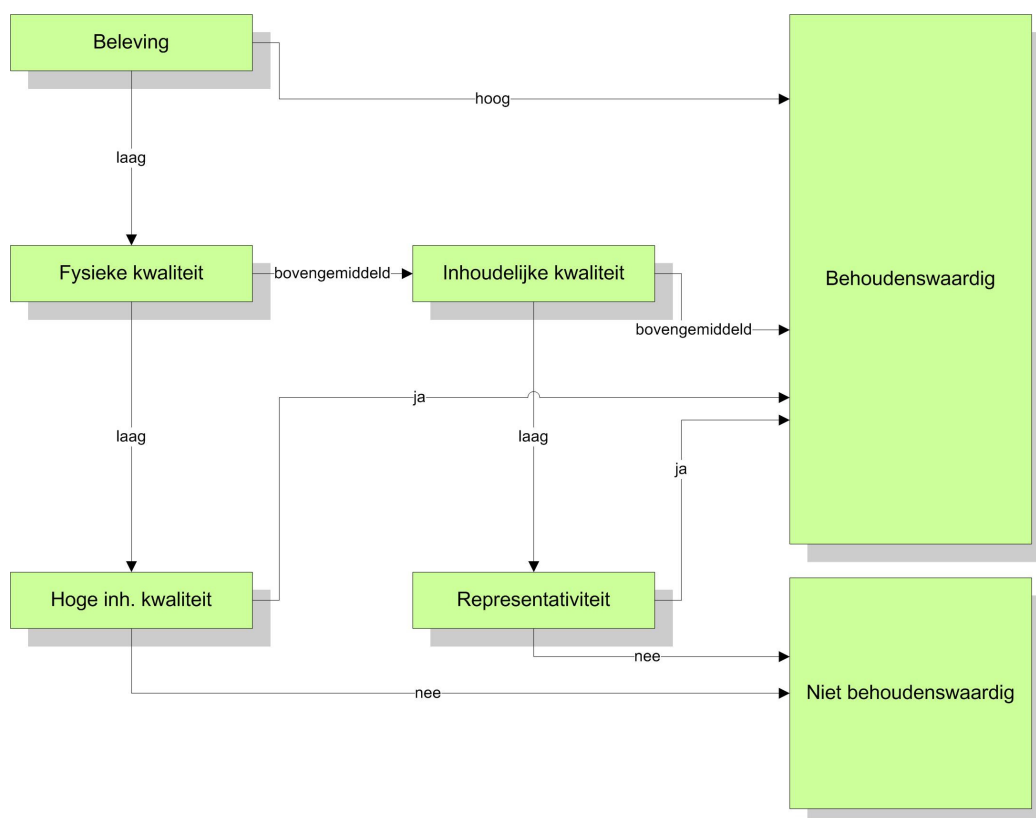 Beleving
hoog
laag
Fysieke kwaliteit
bovengemiddeld
Inhoudelijke kwaliteit
Behoudenswaardig
bovengemiddeld
ja
laag
laag
ja
Hoge inh. kwaliteit
Representativiteit
nee
nee
Niet behoudenswaardig